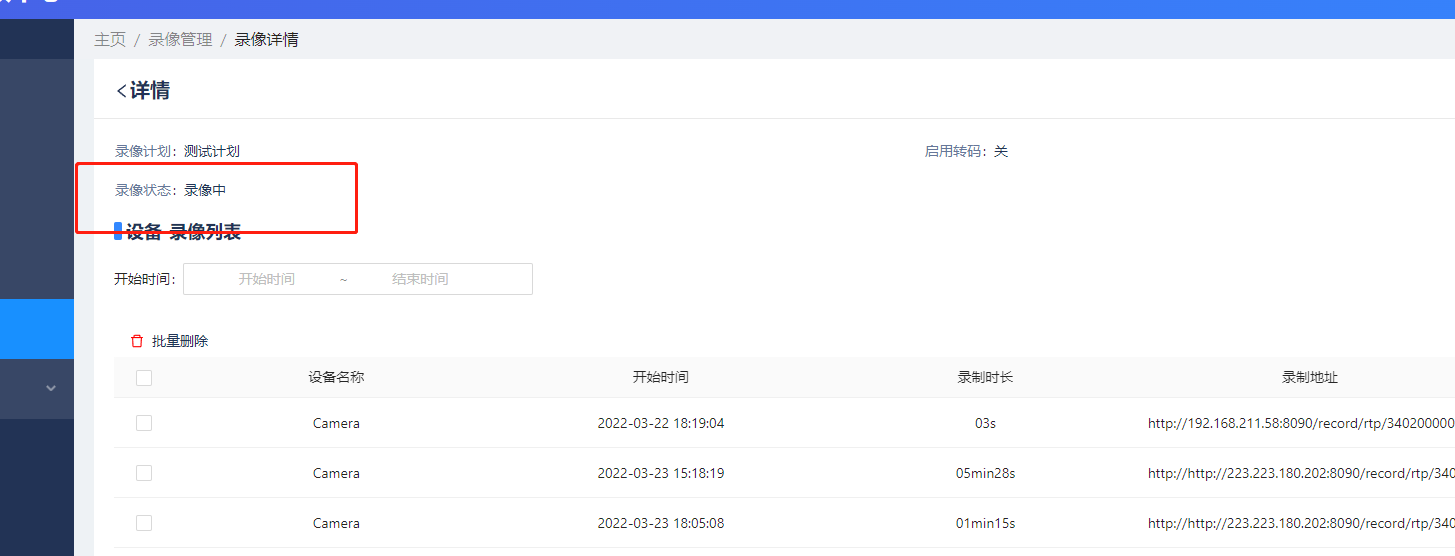 主页 / 录像管理 / 录像详情
<详情
录像计划：测试计划 启用转码：关
录像状态：录像中
设备-录像列表
开始时间： 开始时间 ~ 结束时间
批量删除
设备名称 开始时间 录制时长 录制地址
Camera 2022-03-22 18:19:04 03s http://192.168.211.58:8090/record/rtp/340200000
Camera 2022-03-23 15:18:19 05min28s http://http://223.223.180.202:8090/record/rtp/340
Camera 2022-03-23 18:05:08 01min15s http://http://223.223.180.202:8090/record/rtp/340